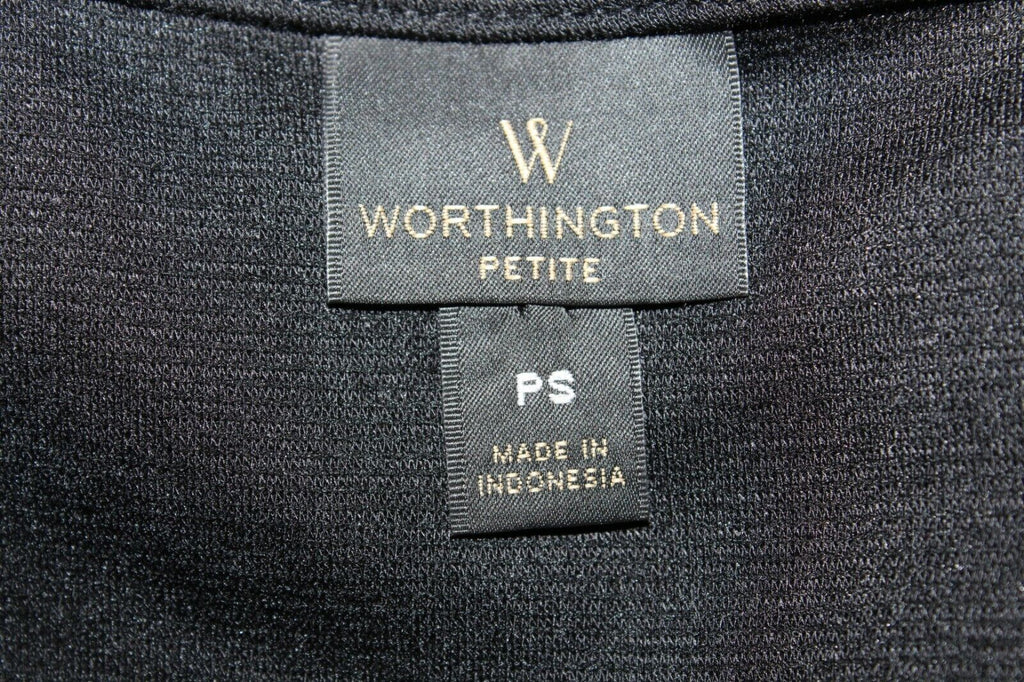 W
WORTHINGTON
PETITE
PS
MADE IN
INDONESIA